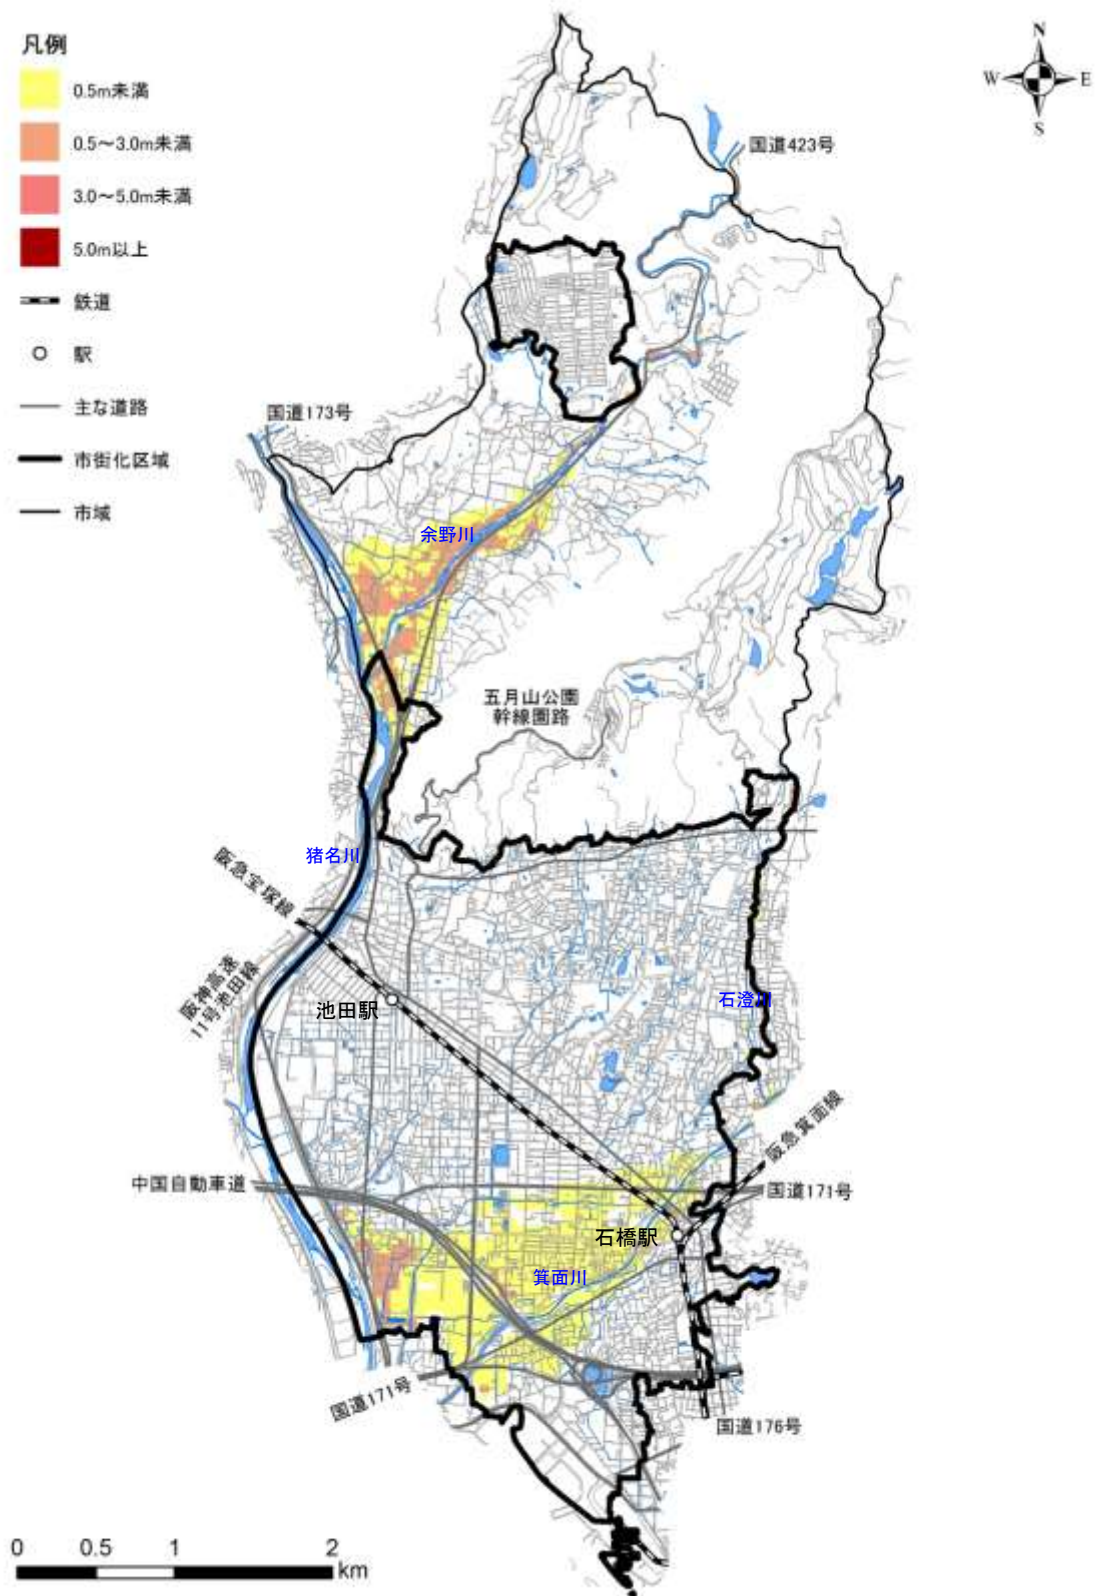 凡例
0.5m未満
0.5～3.0m未満
3.0～5.0m未満
5.0m以上
鉄道
駅
主な道路
市街化区域
市域
N
W
E
S
国道423号
国道173号
余野川
五月山公園
幹線園路
猪名川
阪急宝塚線
阪神高速
11号池田線
池田駅
石澄川
阪急箕面線
中国自動車道
国道171号
石橋駅
箕面川
国道171号
国道176号
0 0.5 1 2
km